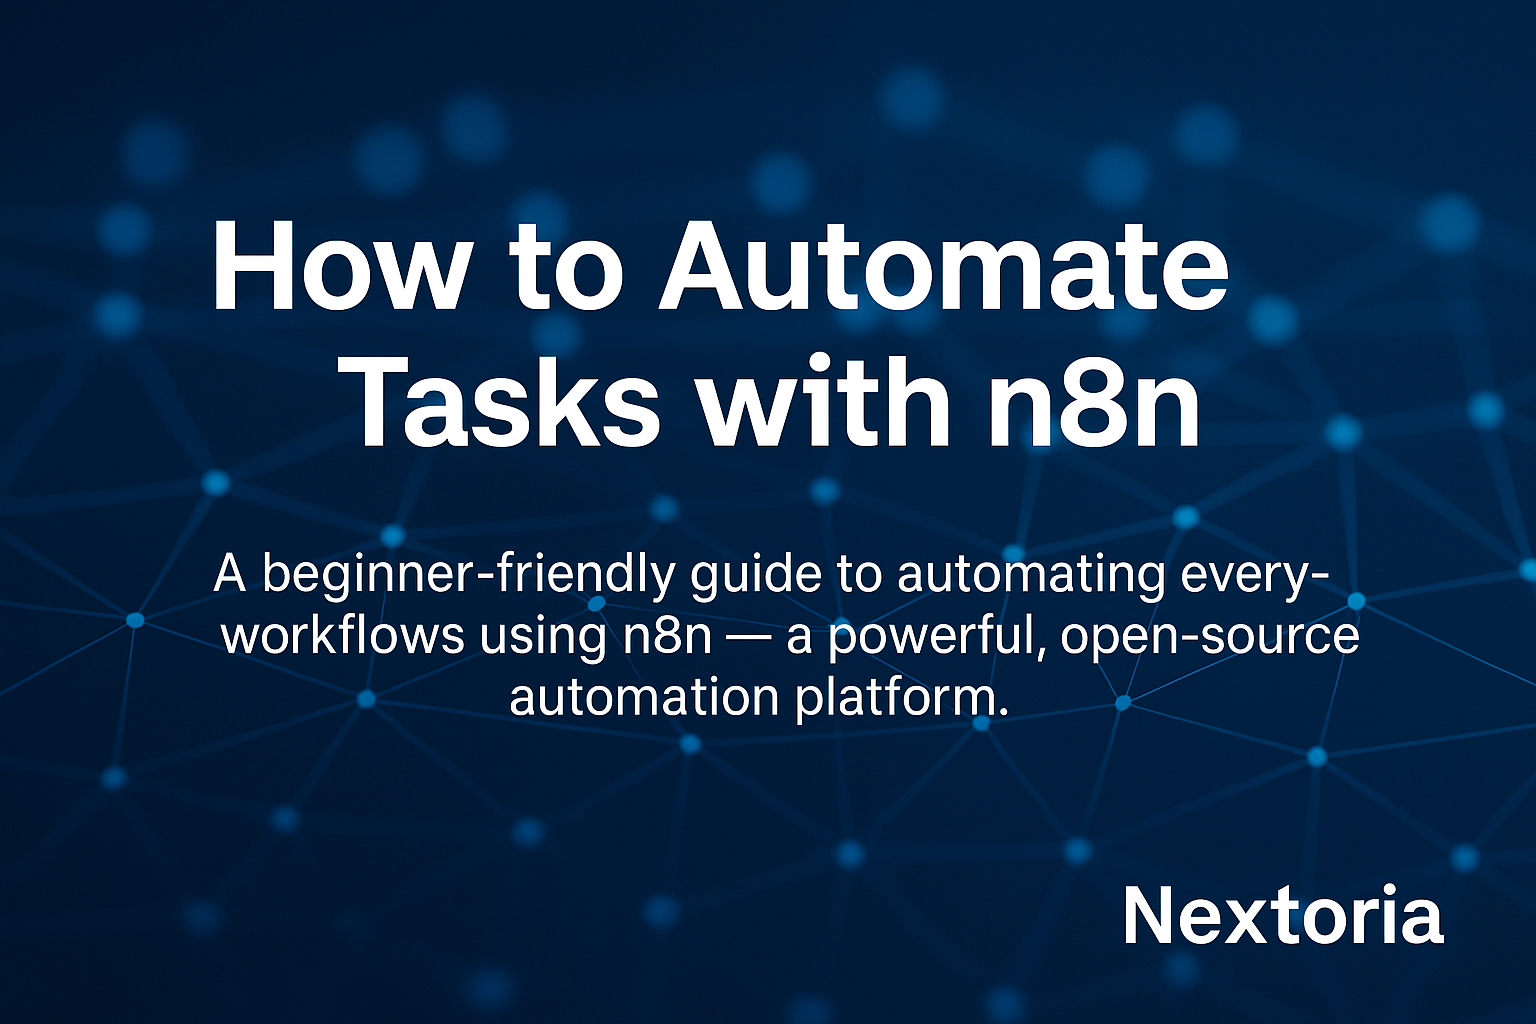 How to Automate
Tasks with n8n
A beginner-friendly guide to automating every-
workflows using n8n — a powerful, open-source
automation platform.
Nextoria